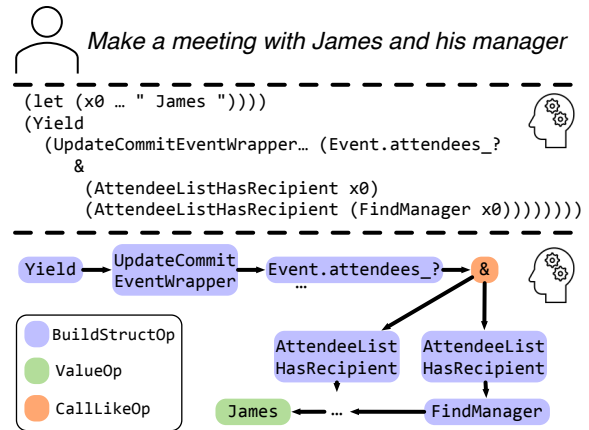 Make a meeting with James and his manager
(let (x0 … " James "))))
(Yield
(UpdateCommitEventWrapper… (Event.attendees_?
&
(AttendeeListHasRecipient x0)
(AttendeeListHasRecipient (FindManager x0))))))))
Yield
UpdateCommit
EventWrapper
Event.attendees_?
…
&
BuildStructOp
ValueOp
CallLikeOp
AttendeeList
HasRecipient
AttendeeList
HasRecipient
James
…
FindManager